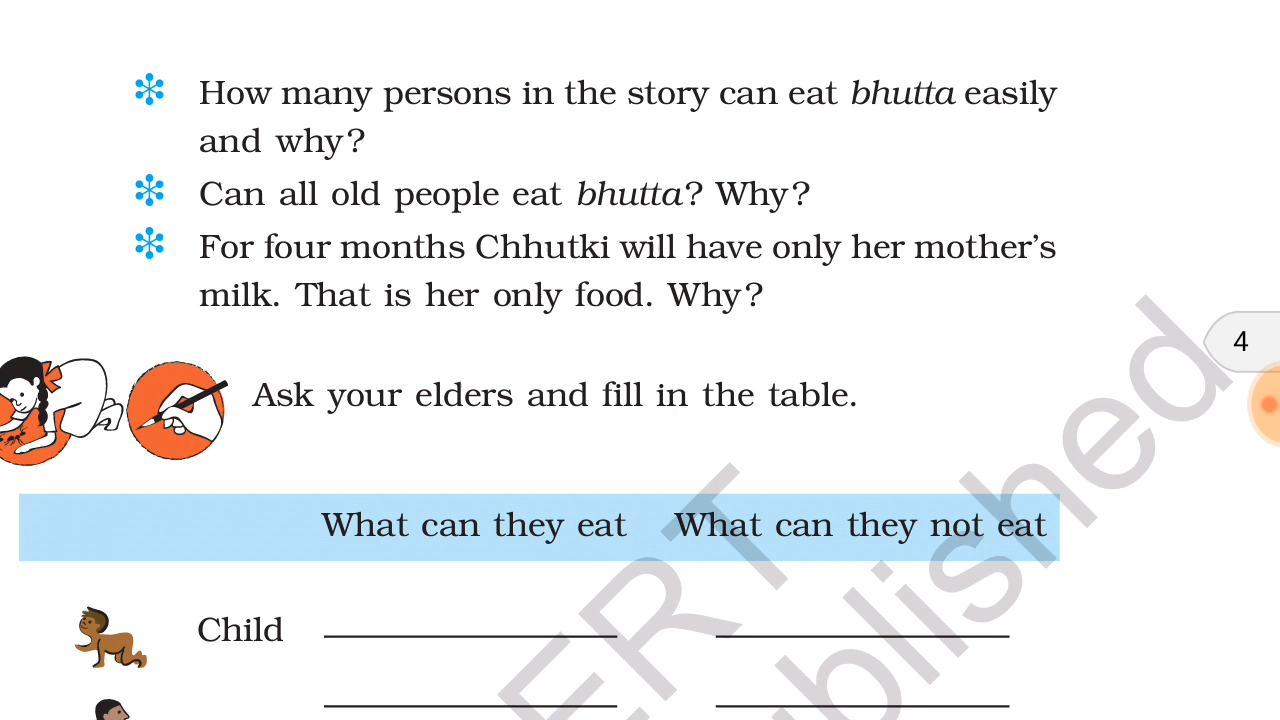 How many persons in the story can eat bhutta easily
and why?
Can all old people eat bhutta? Why?
For four months Chhutki will have only her mother's
milk. That is her only food. Why?
4
Ask your elders and fill in the table.
What can they eat What can they not eat
Child
ERT
blished